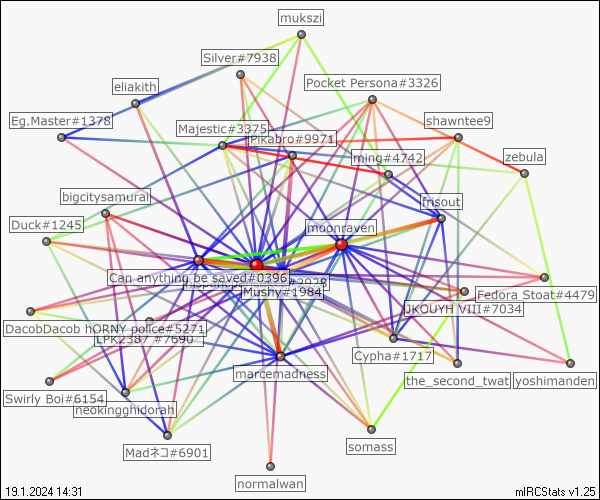 mukszi
Silver#7938
Pocket Persona#3326
eliakith
Eg.Master#1378
Majestic#3375
shawntee9
Pikabro#9971
ming#4742
zebula
bigcitysamurai
frisout
Duck#1245
moonraven
Can anything be saved#0396
Mushy#1984
Fedora Stoat#4479
JKOUYH VIII#7034
DacobDacob hORNY police#5271
LPK2387 #7690
Cypha#1717
marcemadness
the_second_twat
yoshimanden
Swirly Boi#6154
neokingghidorah
somass
Madネコ#6901
normalwan
19.1.2024 14:31
mIRCStats v1.25